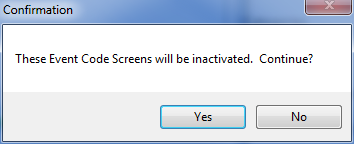 Confirmation
These Event Code Screens will be inactivated.  Continue?
Yes
No